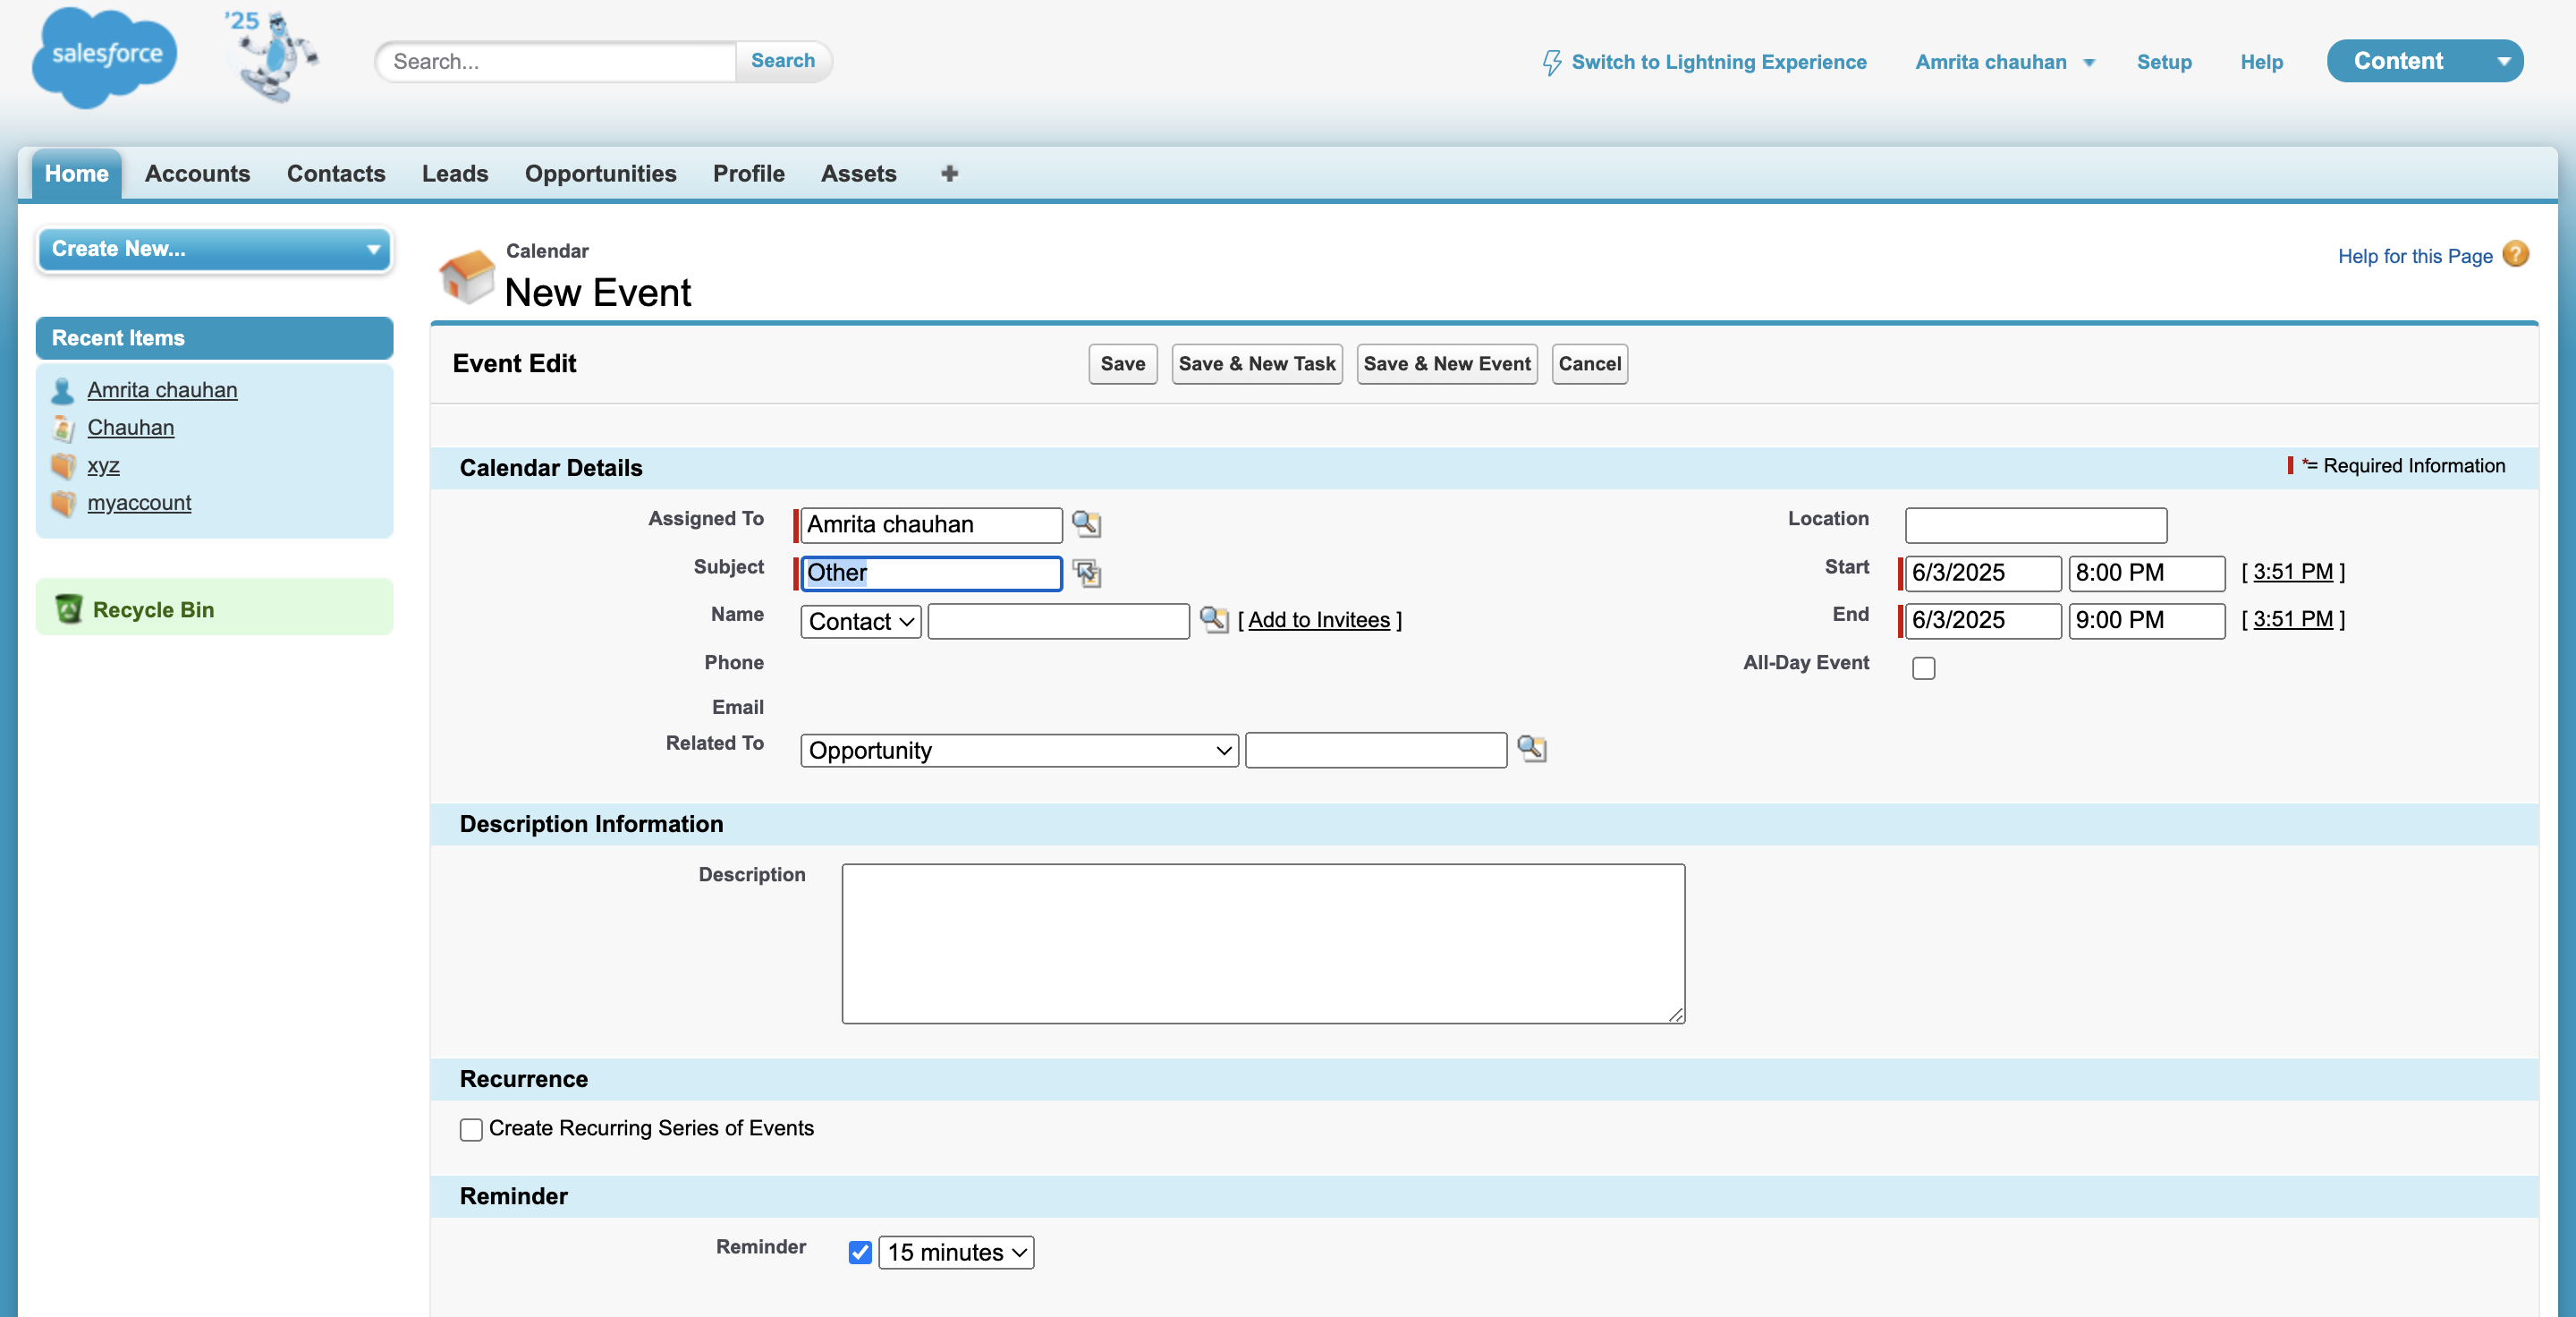 salesforce
'25
Search...
Search
Switch to Lightning Experience
Amrita chauhan
Setup
Help
Content
Home
Accounts
Contacts
Leads
Opportunities
Profile
Assets
+
Create New...
Recent Items
Amrita chauhan
Chauhan
xyz
myaccount
Recycle Bin
Calendar
New Event
Help for this Page ?
Event Edit
Save
Save & New Task
Save & New Event
Cancel
Calendar Details
*= Required Information
Assigned To
Amrita chauhan
Location
Subject
Other
Start
6/3/2025
8:00 PM
[ 3:51 PM ]
Name
Contact
[ Add to Invitees ]
End
6/3/2025
9:00 PM
[ 3:51 PM ]
Phone
All-Day Event
Email
Related To
Opportunity
Description Information
Description
Recurrence
Create Recurring Series of Events
Reminder
Reminder
15 minutes